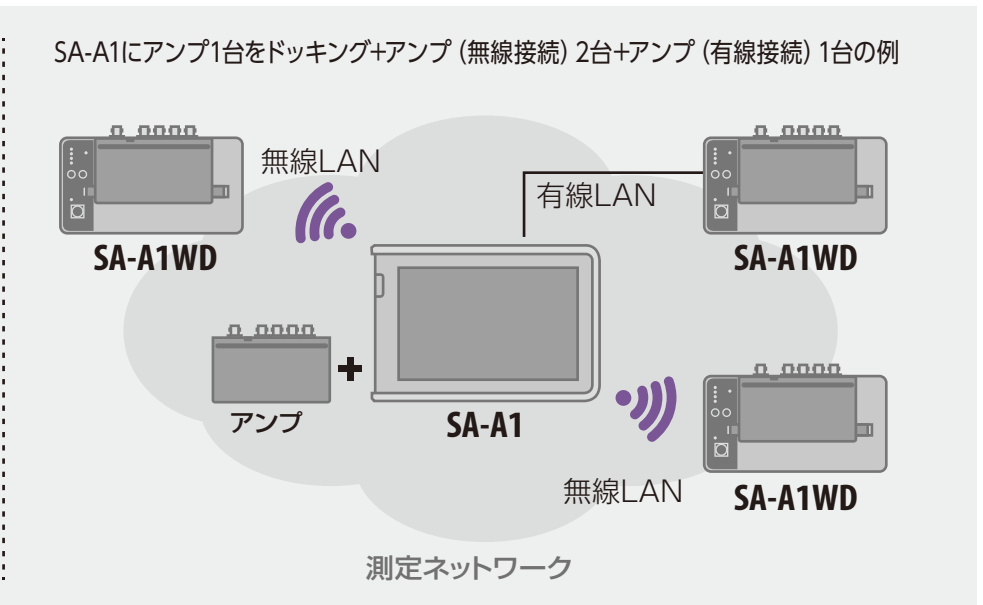 SA-A1にアンプ1台をドッキング+アンプ（無線接続）2台+アンプ（有線接続）1台の例
無線LAN
有線LAN
SA-A1WD
SA-A1WD
アンプ
SA-A1
無線LAN
SA-A1WD
測定ネットワーク